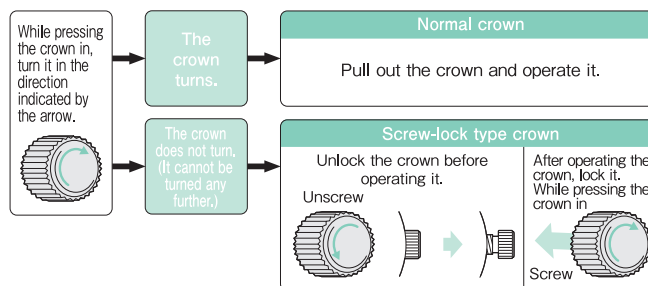 While pressing
the crown in,
turn it in the
direction
indicated by
the arrow.
The
crown
turns.
Normal crown
Pull out the crown and operate it.
The crown
does not turn.
(It cannot be
turned any
further.)
Screw-lock type crown
Unlock the crown before
operating it.
Unscrew
After operating the
crown, lock it.
While pressing the
crown in
Screw